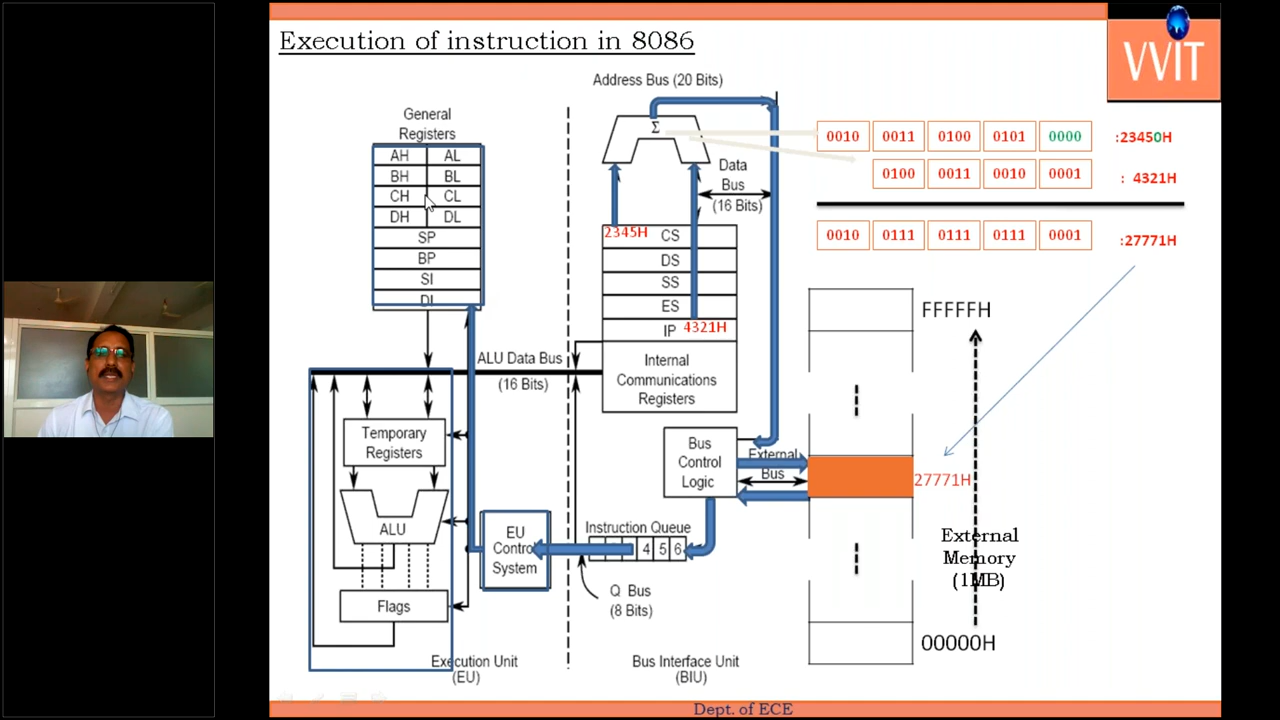 Execution of instruction in 8086
VVIT
Address Bus (20 Bits)
General
Registers
AH AL
BH BL
CH CL
DH DL
SP
BP
SI
DI
Σ
Data
Bus
(16 Bits)
2345H CS
DS
SS
ES
IP 4321H
Internal
Communications
Registers
0010 0011 0100 0101 0000 :23450H
0100 0011 0010 0001 : 4321H
0010 0111 0111 0111 0001 :27771H
FFFFFH
27771H
External
Memory
(1MB)
00000H
ALU Data Bus
(16 Bits)
Temporary
Registers
ALU
Flags
EU
Control
System
Bus
Control
Logic
External
Bus
Instruction Queue
4 5 6
Q Bus
(8 Bits)
Execution Unit
(EU)
Bus Interface Unit
(BIU)
Dept. of ECE